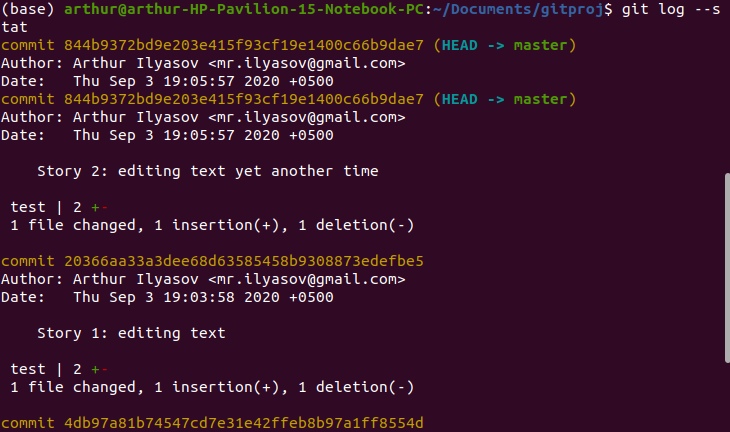 (base) arthur@arthur-HP-Pavilion-15-Notebook-PC:~/Documents/gitproj$ git log --s
tat
commit 844b9372bd9e203e415f93cf19e1400c66b9dae7 (HEAD -> master)
Author: Arthur Ilyasov <mr.ilyasov@gmail.com>
Date:   Thu Sep 3 19:05:57 2020 +0500
commit 844b9372bd9e203e415f93cf19e1400c66b9dae7 (HEAD -> master)
Author: Arthur Ilyasov <mr.ilyasov@gmail.com>
Date:   Thu Sep 3 19:05:57 2020 +0500

    Story 2: editing text yet another time

 test | 2 +-
 1 file changed, 1 insertion(+), 1 deletion(-)

commit 20366aa33a3dee68d63585458b9308873edefbe5
Author: Arthur Ilyasov <mr.ilyasov@gmail.com>
Date:   Thu Sep 3 19:03:58 2020 +0500

    Story 1: editing text

 test | 2 +-
 1 file changed, 1 insertion(+), 1 deletion(-)

commit 4db97a81b74547cd7e31e42ffeb8b97a1ff8554d